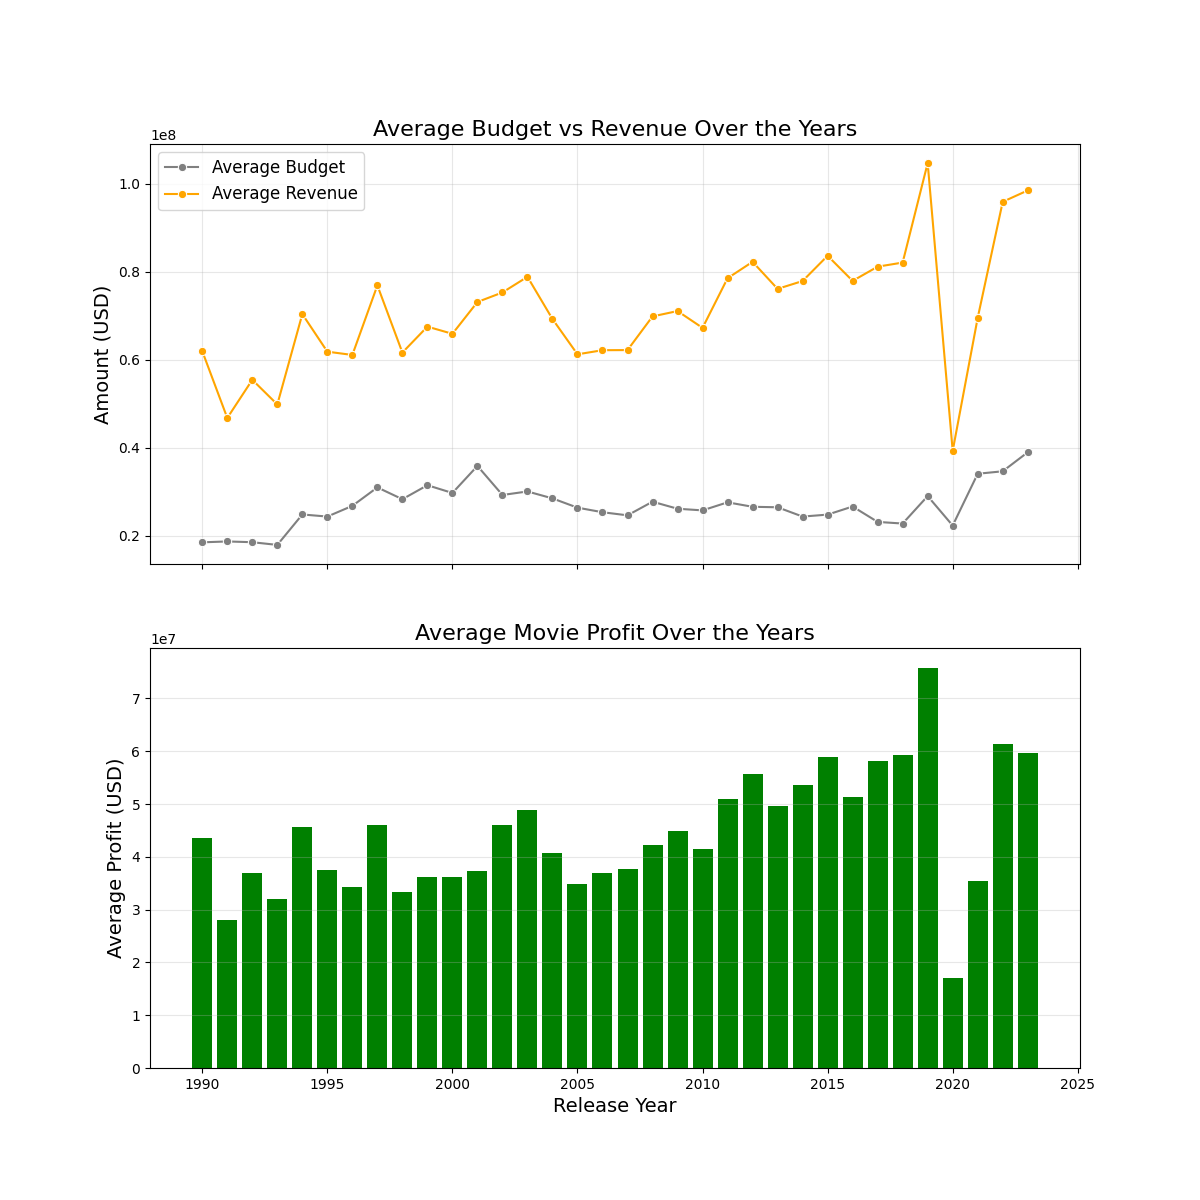 Average Budget vs Revenue Over the Years
1e8
Average Budget
Average Revenue
1.0
0.8
0.6
0.4
0.2
Amount (USD)
Average Movie Profit Over the Years
1e7
7
6
5
4
3
2
1
0
Average Profit (USD)
1990 1995 2000 2005 2010 2015 2020 2025
Release Year